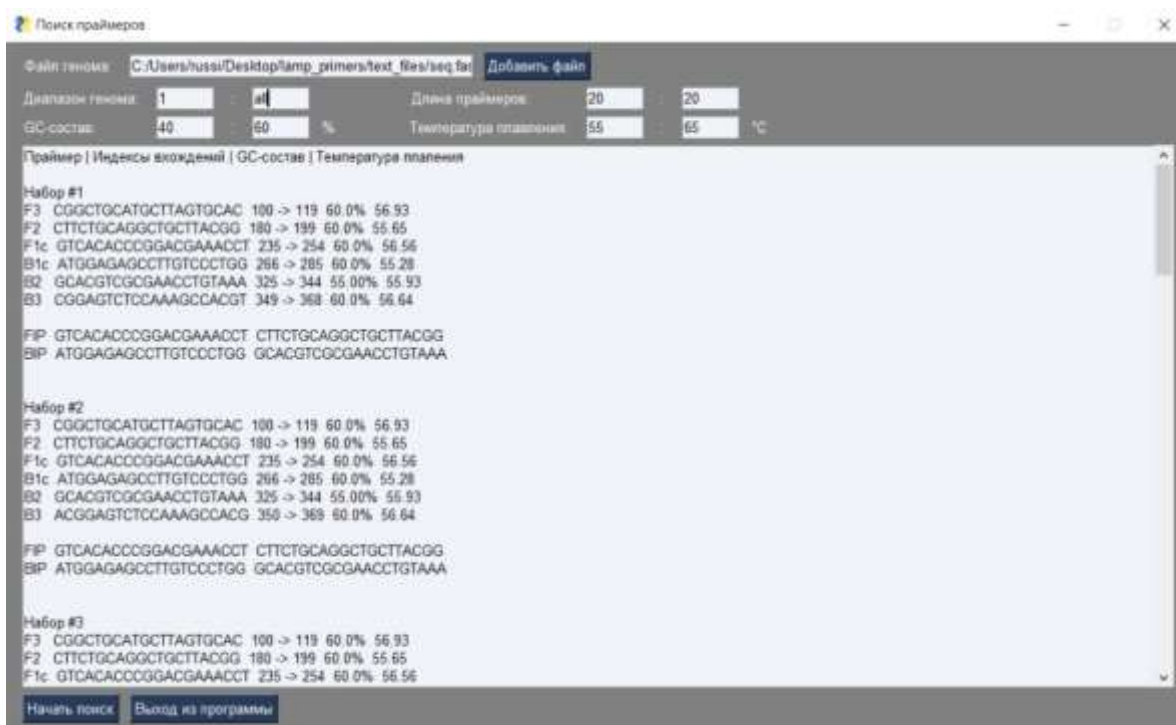 Поиск праймеров
Файл генома: C:/Users/russi/Desktop/lamp_primers/text_files/seq.fas Добавить файл
Диапазон генома: 1 : all Длина праймеров: 20 : 20
GC-состав: 40 : 60 % Температура плавления: 55 : 65 °C
Праймер | Индексы вхождений | GC-состав | Температура плапения
Набор #1
F3 CGGCTGCATGCTTAGTGCAC 100 -> 119 60.0% 56.93
F2 CTTCTGCAGGCTGCTTACGG 180 -> 199 60.0% 55.65
F1c GTCACACCCGGACGAAACCT 235 -> 254 60.0% 56.56
B1c ATGGAGAGCCTTGTCCCTGG 266 -> 285 60.0% 55.28
B2 GCACGTCGCGAACCTGTAAA 325 -> 344 55.00% 55.93
B3 CGGAGTCTCCAAAGCCACGT 349 -> 368 60.0% 56.64
FIP GTCACACCCGGACGAAACCT CTTCTGCAGGCTGCTTACGG
BIP ATGGAGAGCCTTGTCCCTGG GCACGTCGCGAACCTGTAAA
Набор #2
F3 CGGCTGCATGCTTAGTGCAC 100 -> 119 60.0% 56.93
F2 CTTCTGCAGGCTGCTTACGG 180 -> 199 60.0% 55.65
F1c GTCACACCCGGACGAAACCT 235 -> 254 60.0% 56.56
B1c ATGGAGAGCCTTGTCCCTGG 266 -> 285 60.0% 55.28
B2 GCACGTCGCGAACCTGTAAA 325 -> 344 55.00% 55.93
B3 ACGGAGTCTCCAAAGCCACG 350 -> 369 60.0% 56.64
FIP GTCACACCCGGACGAAACCT CTTCTGCAGGCTGCTTACGG
BIP ATGGAGAGCCTTGTCCCTGG GCACGTCGCGAACCTGTAAA
Набор #3
F3 CGGCTGCATGCTTAGTGCAC 100 -> 119 60.0% 56.93
F2 CTTCTGCAGGCTGCTTACGG 180 -> 199 60.0% 55.65
F1c GTCACACCCGGACGAAACCT 235 -> 254 60.0% 56.56
Начать поиск Выход из программы